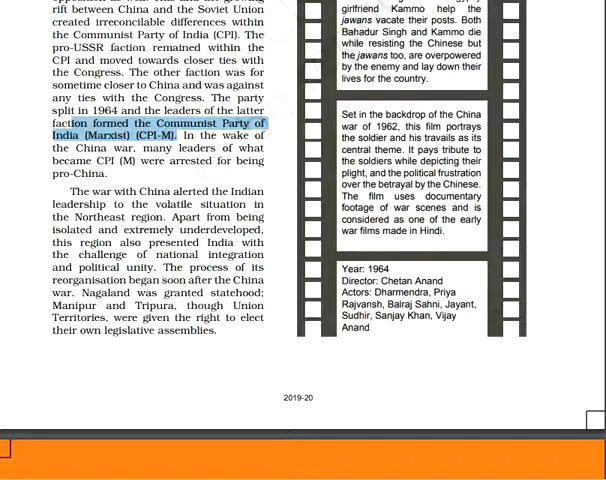 rift between China and the Soviet Union
created irreconcilable differences within
the Communist Party of India (CPI). The
pro-USSR faction remained within the
CPI and moved towards closer ties with
the Congress. The other faction was for
sometime closer to China and was against
any ties with the Congress. The party
split in 1964 and the leaders of the latter
faction formed the Communist Party of
India (Marxist) (CPI-M). In the wake of
the China war, many leaders of what
became CPI (M) were arrested for being
pro-China.
The war with China alerted the Indian
leadership to the volatile situation in
the Northeast region. Apart from being
isolated and extremely underdeveloped,
this region also presented India with
the challenge of national integration
and political unity. The process of its
reorganisation began soon after the China
war. Nagaland was granted statehood;
Manipur and Tripura, though Union
Territories, were given the right to elect
their own legislative assemblies.
girlfriend Kammo help the
jawans vacate their posts. Both
Bahadur Singh and Kammo die
while resisting the Chinese but
the jawans too, are overpowered
by the enemy and lay down their
lives for the country.
Set in the backdrop of the China
war of 1962, this film portrays
the soldier and his travails as its
central theme. It pays tribute to
the soldiers while depicting their
plight, and the political frustration
over the betrayal by the Chinese.
The film uses documentary
footage of war scenes and is
considered as one of the early
war films made in Hindi.
Year: 1964
Director: Chetan Anand
Actors: Dharmendra, Priya
Rajvansh, Balraj Sahni, Jayant,
Sudhir, Sanjay Khan, Vijay
Anand
2019-20